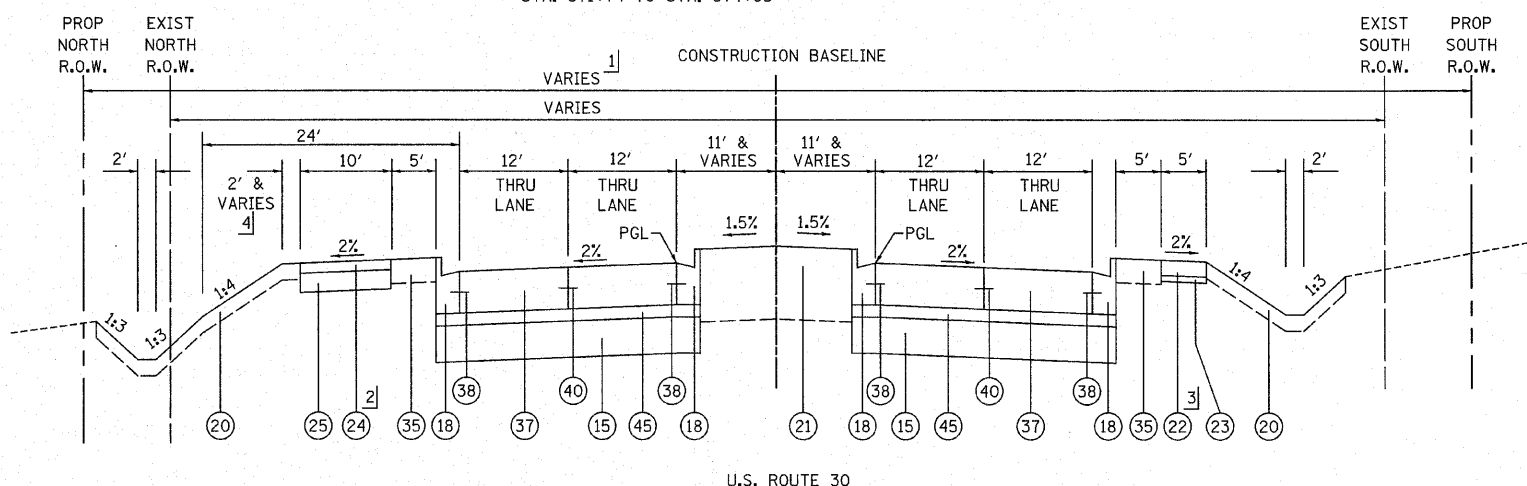 PROP NORTH R.O.W.
EXIST NORTH R.O.W.
CONSTRUCTION BASELINE
EXIST SOUTH R.O.W.
PROP SOUTH R.O.W.
VARIES 1
VARIES
24'
2'
2' & VARIES 4
10'
5'
12' THRU LANE
12' THRU LANE
11' & VARIES
11' & VARIES
12' THRU LANE
12' THRU LANE
5'
5'
2'
PGL
1.5%
1.5%
PGL
2%
2%
2%
2%
1:3
1:3
1:4
1:4
1:3
38
40
38
38
40
38
20
25
24
2
35
18
37
15
45
18
21
18
15
45
37
18
35
22
3
23
20
U.S. ROUTE 30